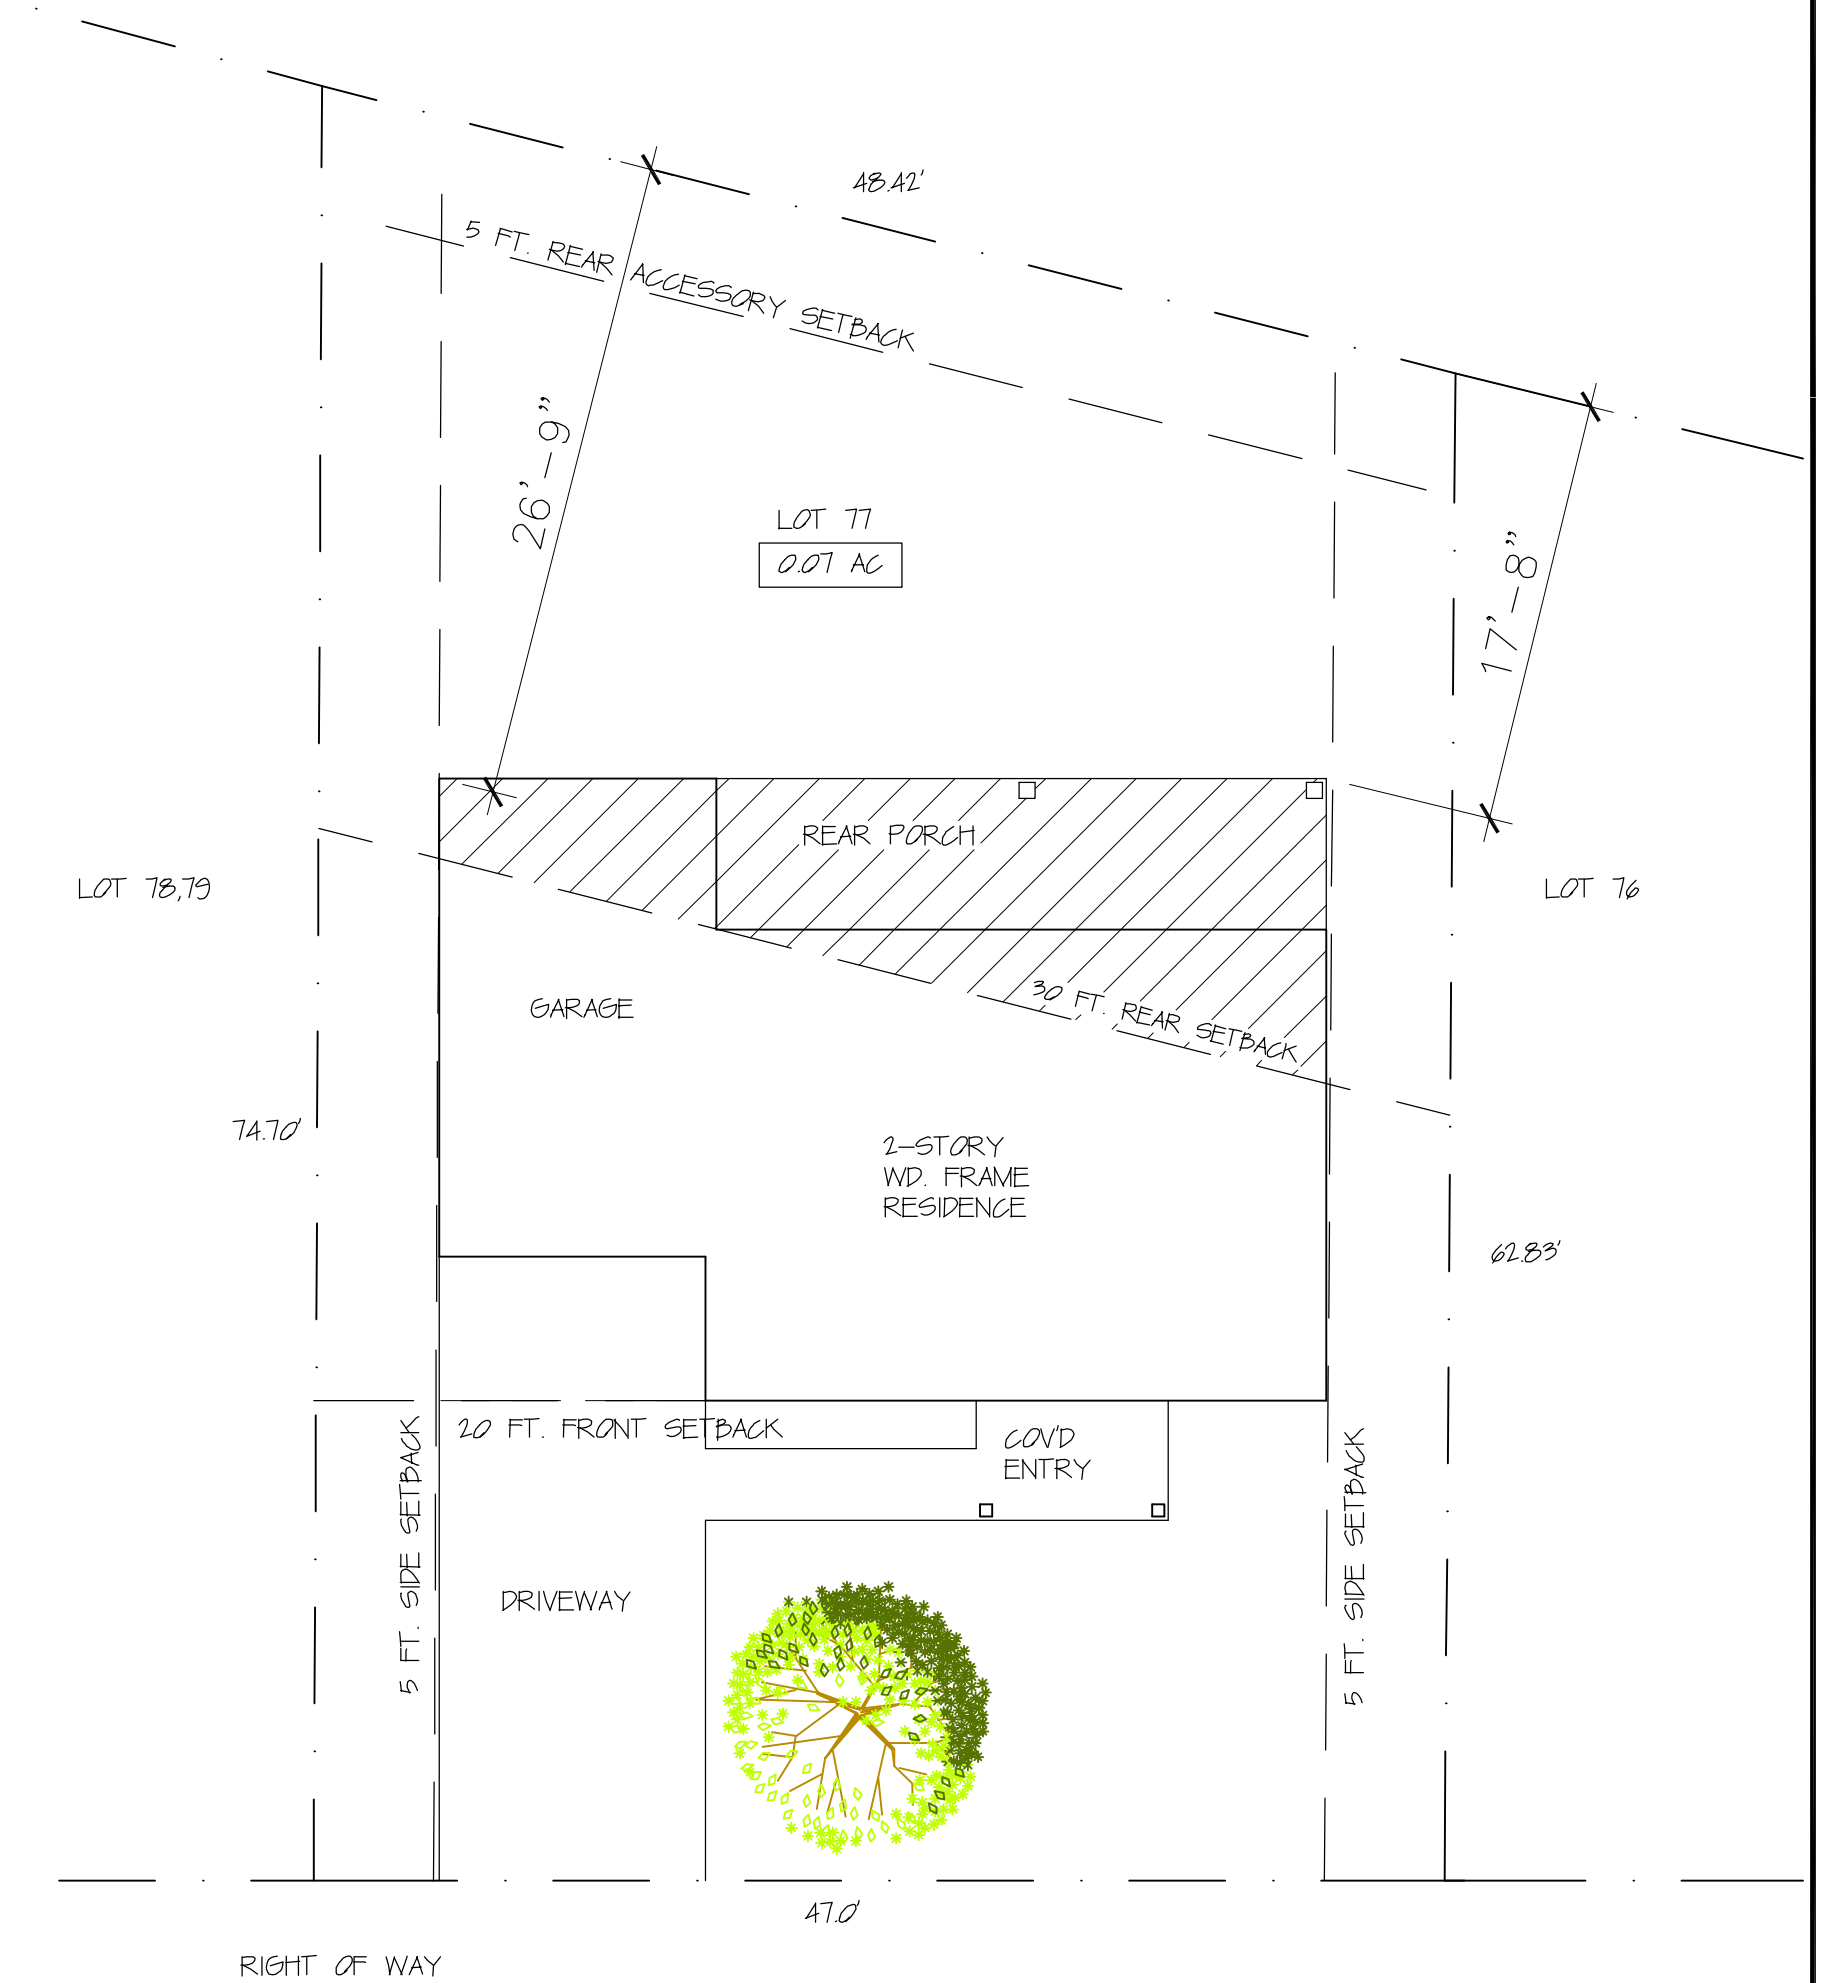 48.42'
5 FT. REAR ACCESSORY SETBACK
26'-9"
LOT 77
0.07 AC
17'-8"
REAR PORCH
LOT 78,79
LOT 76
GARAGE
30 FT. REAR SETBACK
74.70'
2-STORY
WD. FRAME
RESIDENCE
62.83'
20 FT. FRONT SETBACK
COV'D
ENTRY
5 FT. SIDE SETBACK
5 FT. SIDE SETBACK
DRIVEWAY
47.0'
RIGHT OF WAY